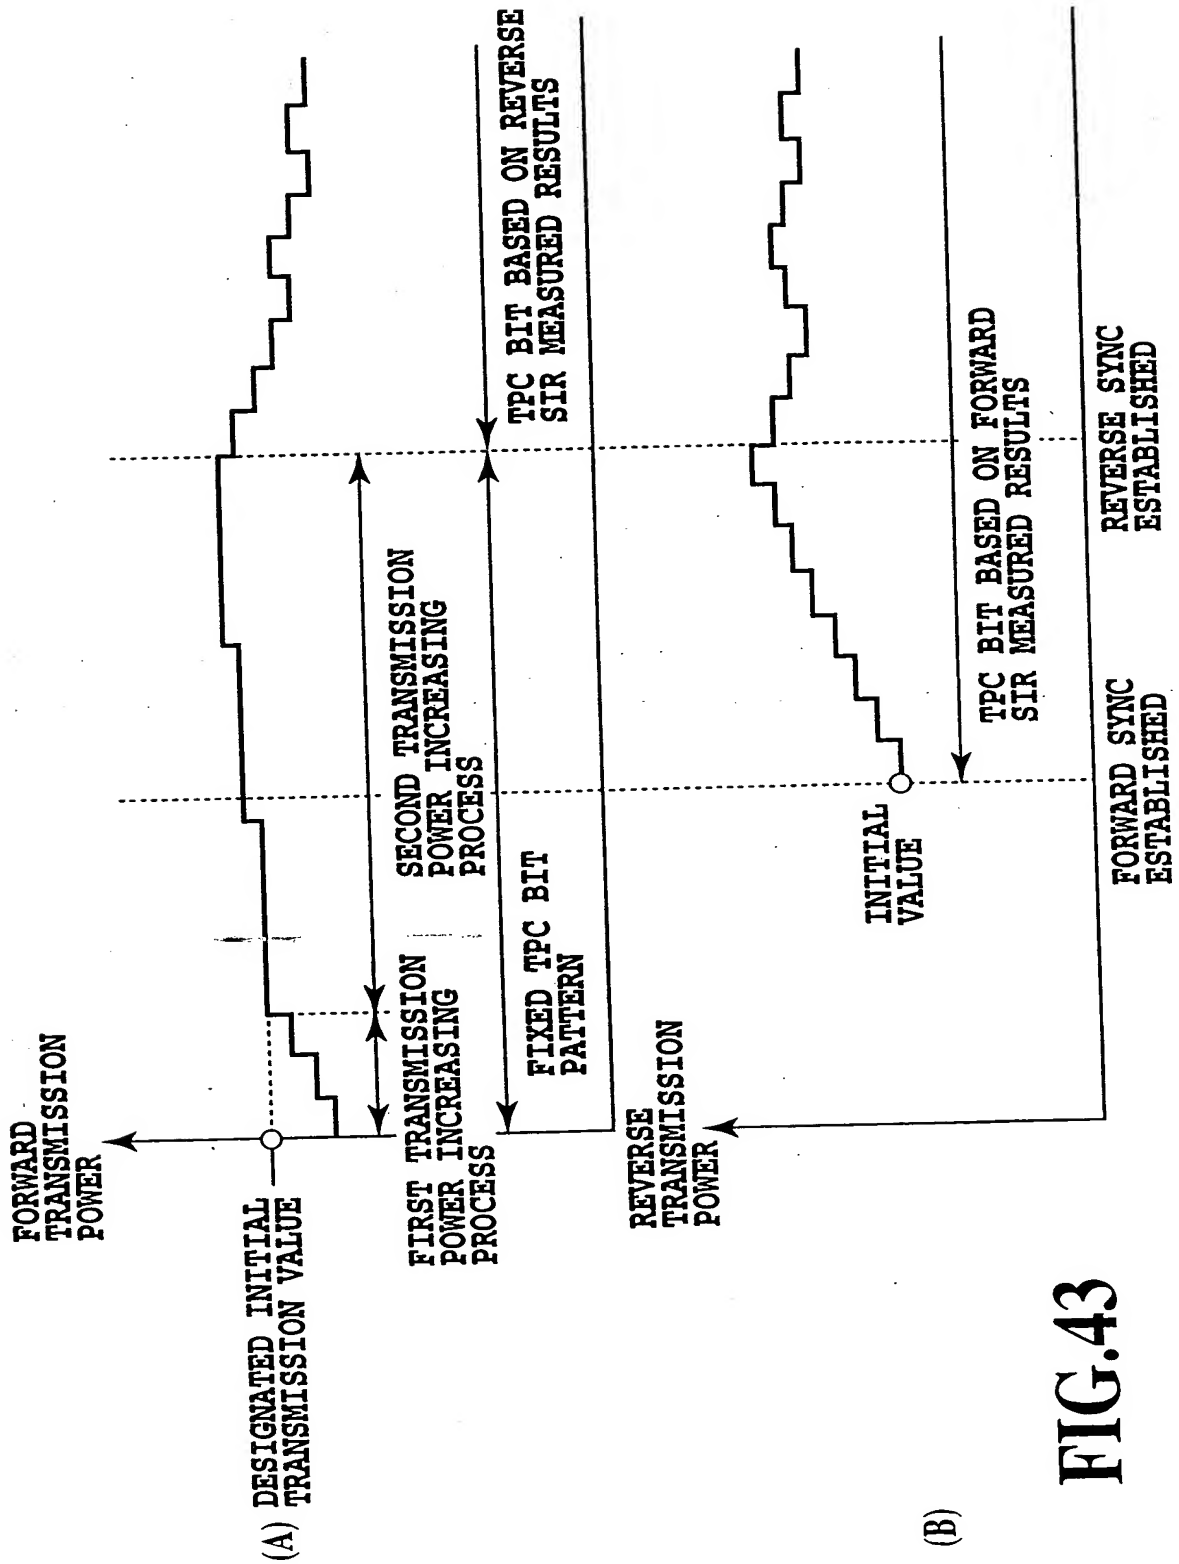 (A)
FORWARD
TRANSMISSION
POWER
DESIGNATED INITIAL
TRANSMISSION VALUE
FIRST TRANSMISSION
POWER INCREASING
PROCESS
SECOND TRANSMISSION
POWER INCREASING
PROCESS
FIXED TPC BIT
PATTERN
TPC BIT BASED ON REVERSE
SIR MEASURED RESULTS
(B)
REVERSE
TRANSMISSION
POWER
INITIAL
VALUE
TPC BIT BASED ON FORWARD
SIR MEASURED RESULTS
FORWARD SYNC
ESTABLISHED
REVERSE SYNC
ESTABLISHED
FIG.43